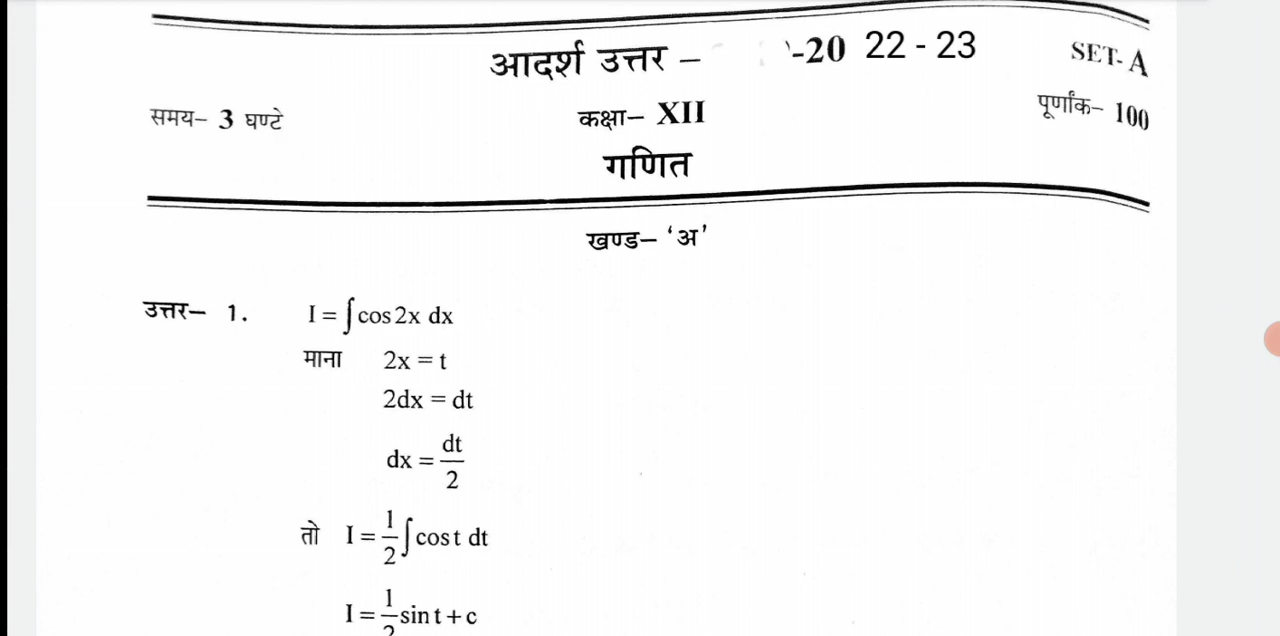 आदर्श उत्तर – -20 22 - 23 SET- A
समय– 3 घण्टे कक्षा– XII पूर्णांक– 100
गणित
खण्ड– ‘अ’
उत्तर– 1. I = ∫ cos 2x dx
माना 2x = t
2dx = dt
dx = dt/2
तो I = 1/2 ∫ cos t dt
I = 1/2 sin t + c